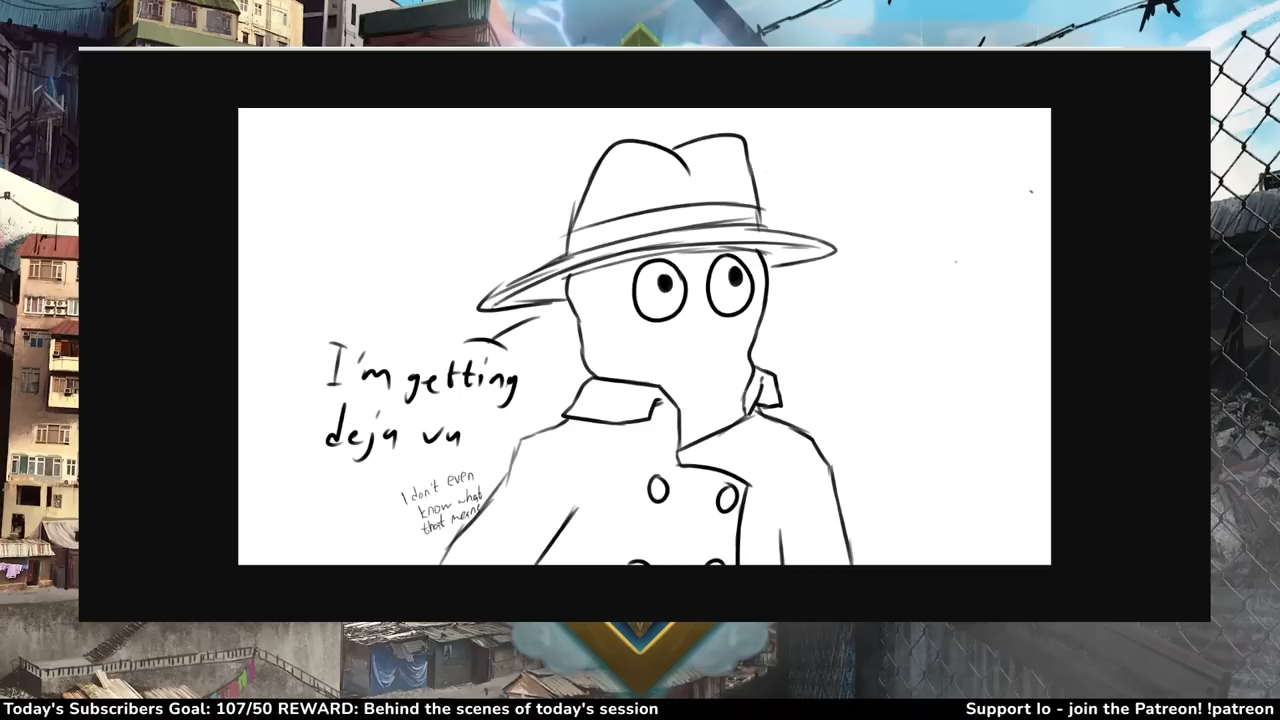 I'm getting
deja vu
I don't even
know what
that means
Today's Subscribers Goal: 107/50 REWARD: Behind the scenes of today's session
Support Io - join the Patreon! !patreon